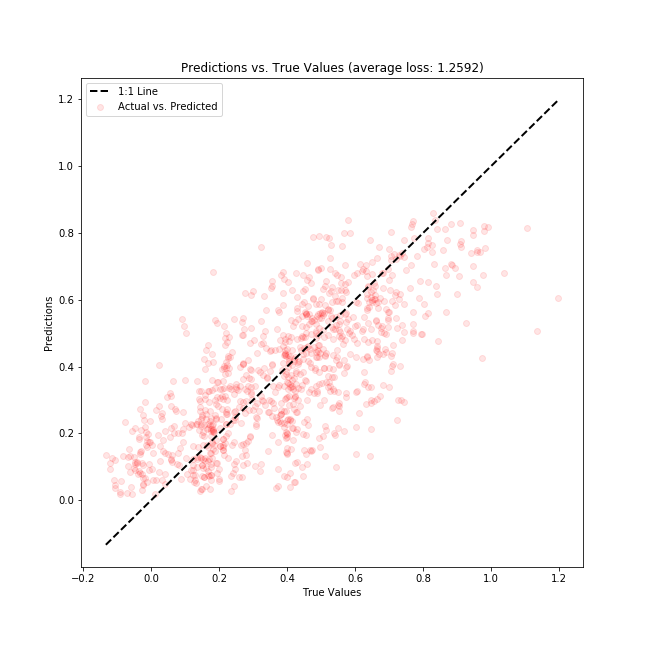 Predictions vs. True Values (average loss: 1.2592)
1:1 Line
Actual vs. Predicted
1.2
1.0
0.8
0.6
0.4
0.2
0.0
Predictions
−0.2 0.0 0.2 0.4 0.6 0.8 1.0 1.2
True Values